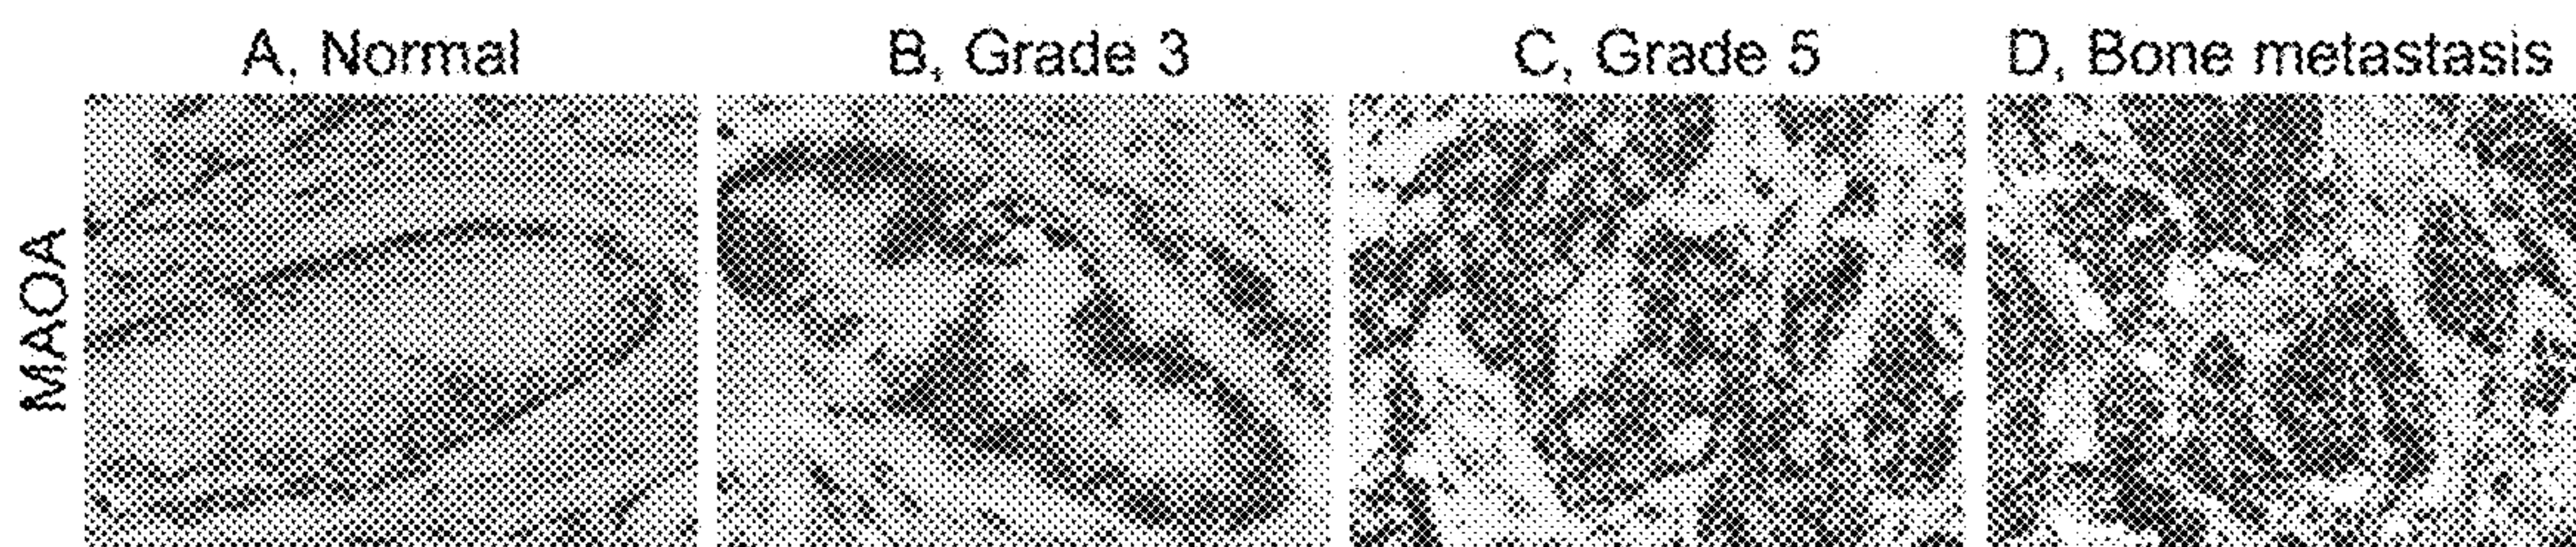 A, Normal
B, Grade 3
C, Grade 5
D, Bone metastasis
MAOA